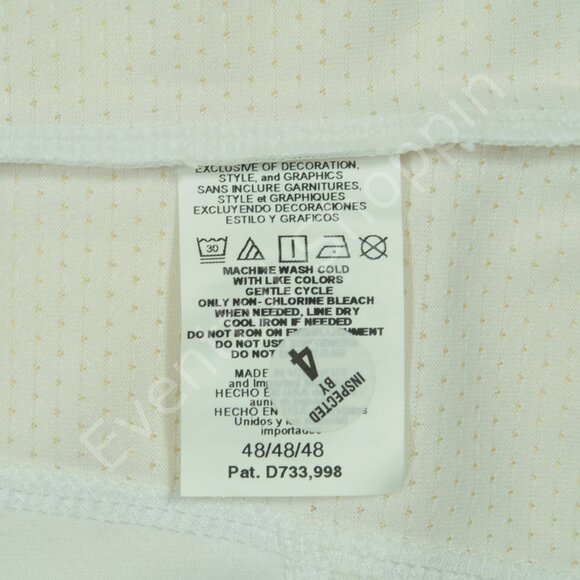 EXCLUSIVE OF DECORATION,
STYLE, and GRAPHICS
SANS INCLURE GARNITURES,
STYLE et GRAPHIQUES
EXCLUYENDO DECORACIONES
ESTILO Y GRAFICOS
30
MACHINE WASH COLD
WITH LIKE COLORS
GENTLE CYCLE
ONLY NON- CHLORINE BLEACH
WHEN NEEDED, LINE DRY
COOL IRON IF NEEDED
DO NOT IRON ON
DO NOT
DO NOT
MADE
and
HECHO
HECHO EN
Unidos y
importados
INSPECTED
BY 4
48/48/48
Pat. D733,998